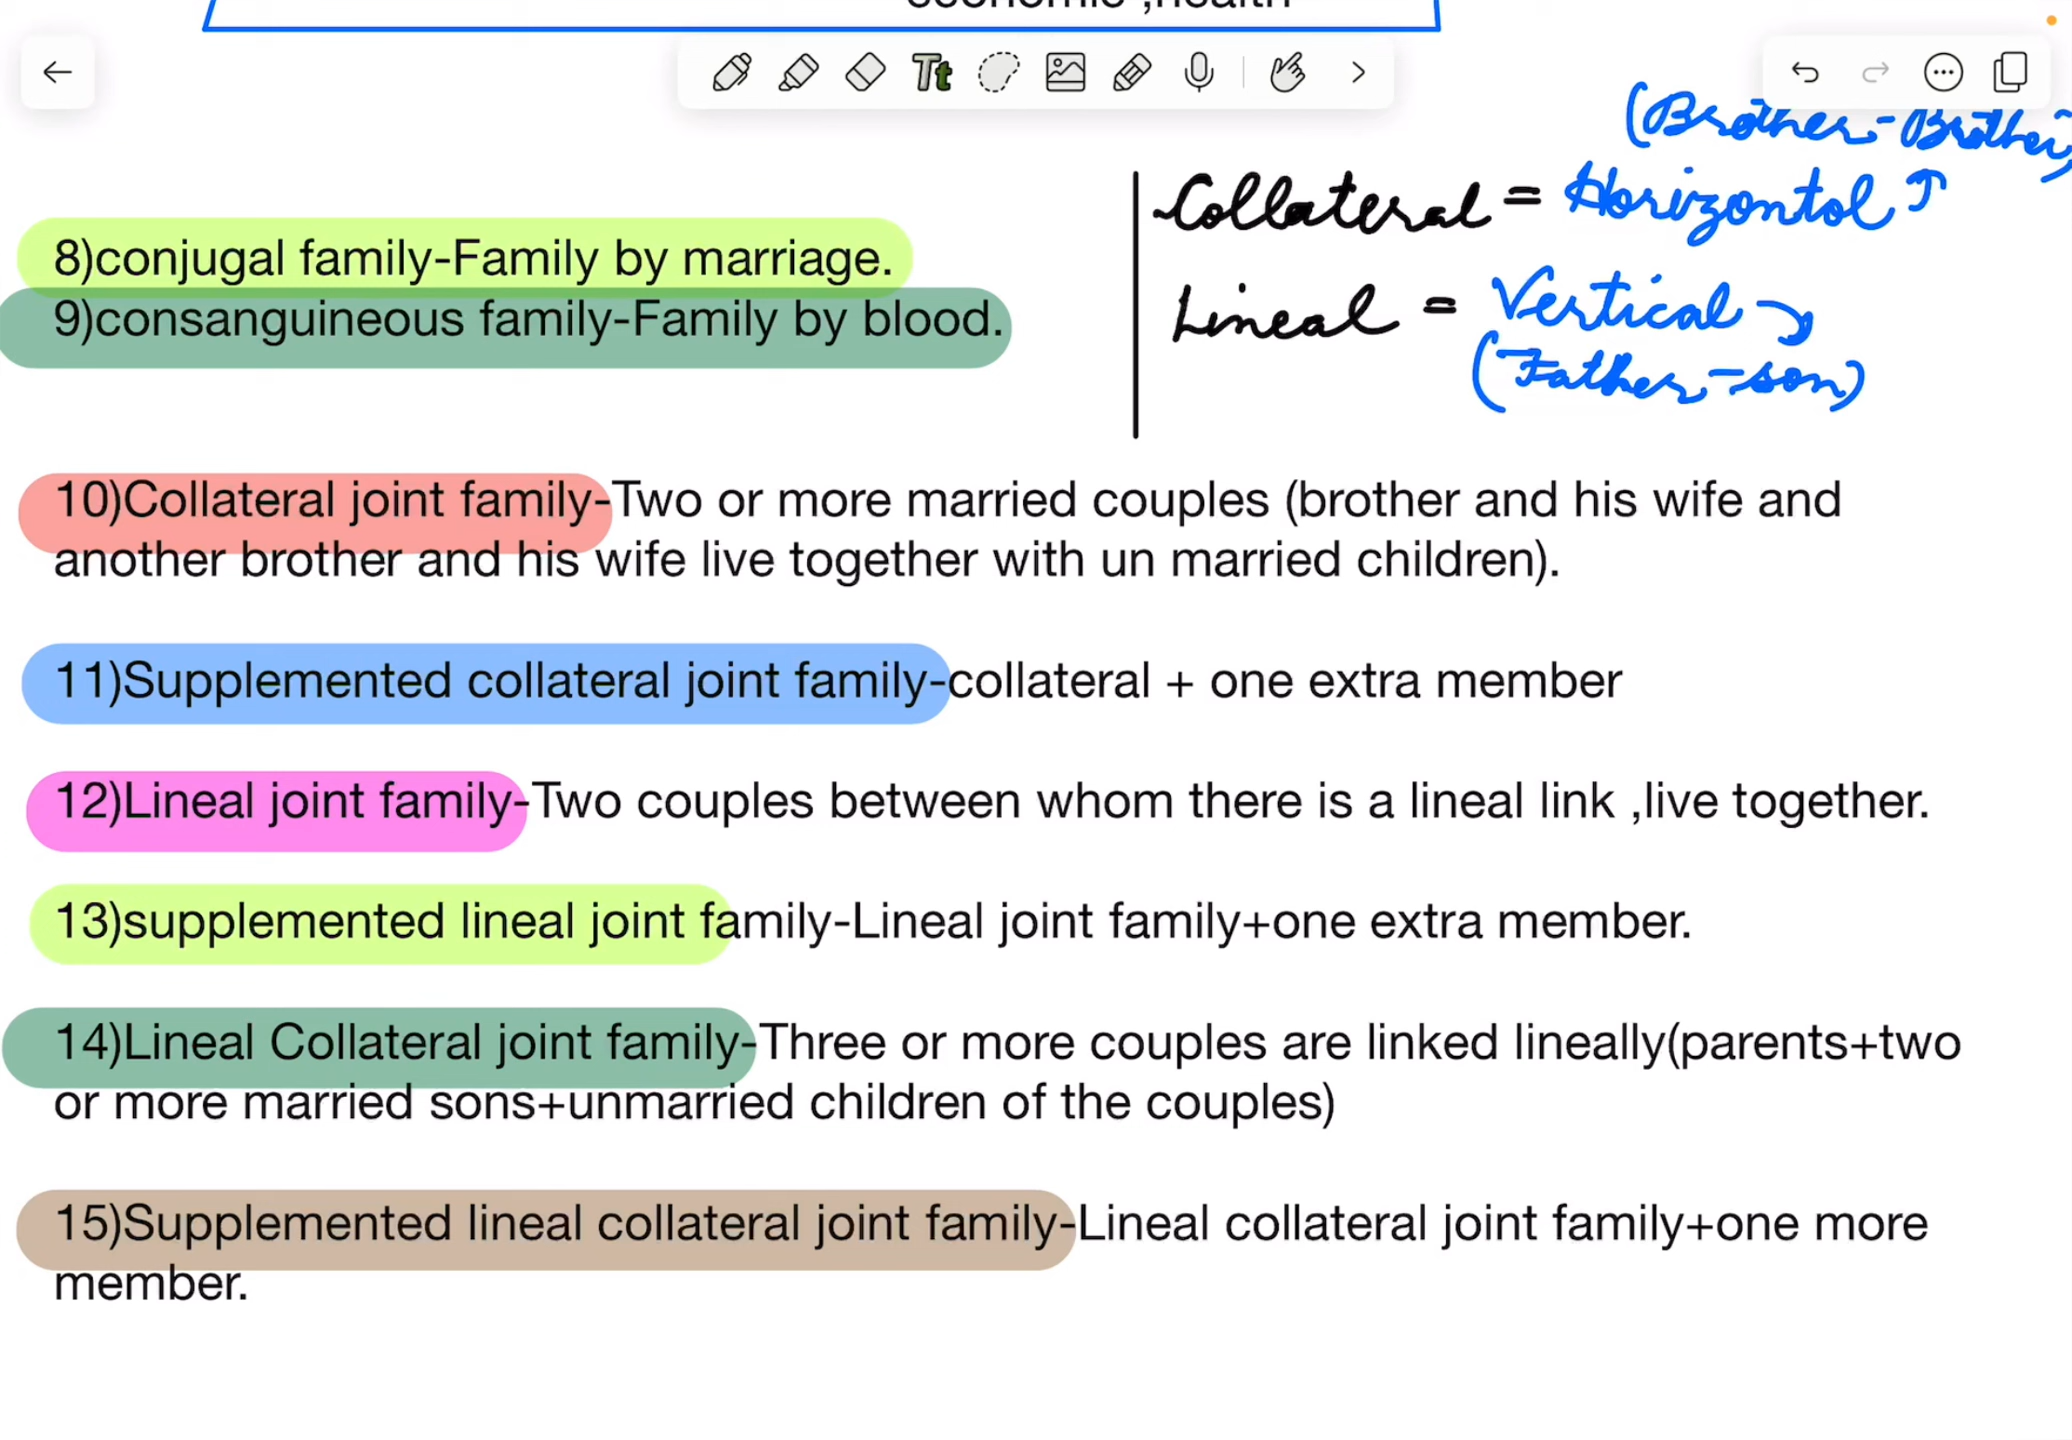 economic ,health
Tt
(Brother-Brother)
Collateral = Horizontol
8)conjugal family-Family by marriage.
9)consanguineous family-Family by blood.
Lineal = Vertical
(Father-son)
10)Collateral joint family-Two or more married couples (brother and his wife and
another brother and his wife live together with un married children).
11)Supplemented collateral joint family-collateral + one extra member
12)Lineal joint family-Two couples between whom there is a lineal link ,live together.
13)supplemented lineal joint family-Lineal joint family+one extra member.
14)Lineal Collateral joint family-Three or more couples are linked lineally(parents+two
or more married sons+unmarried children of the couples)
15)Supplemented lineal collateral joint family-Lineal collateral joint family+one more
member.